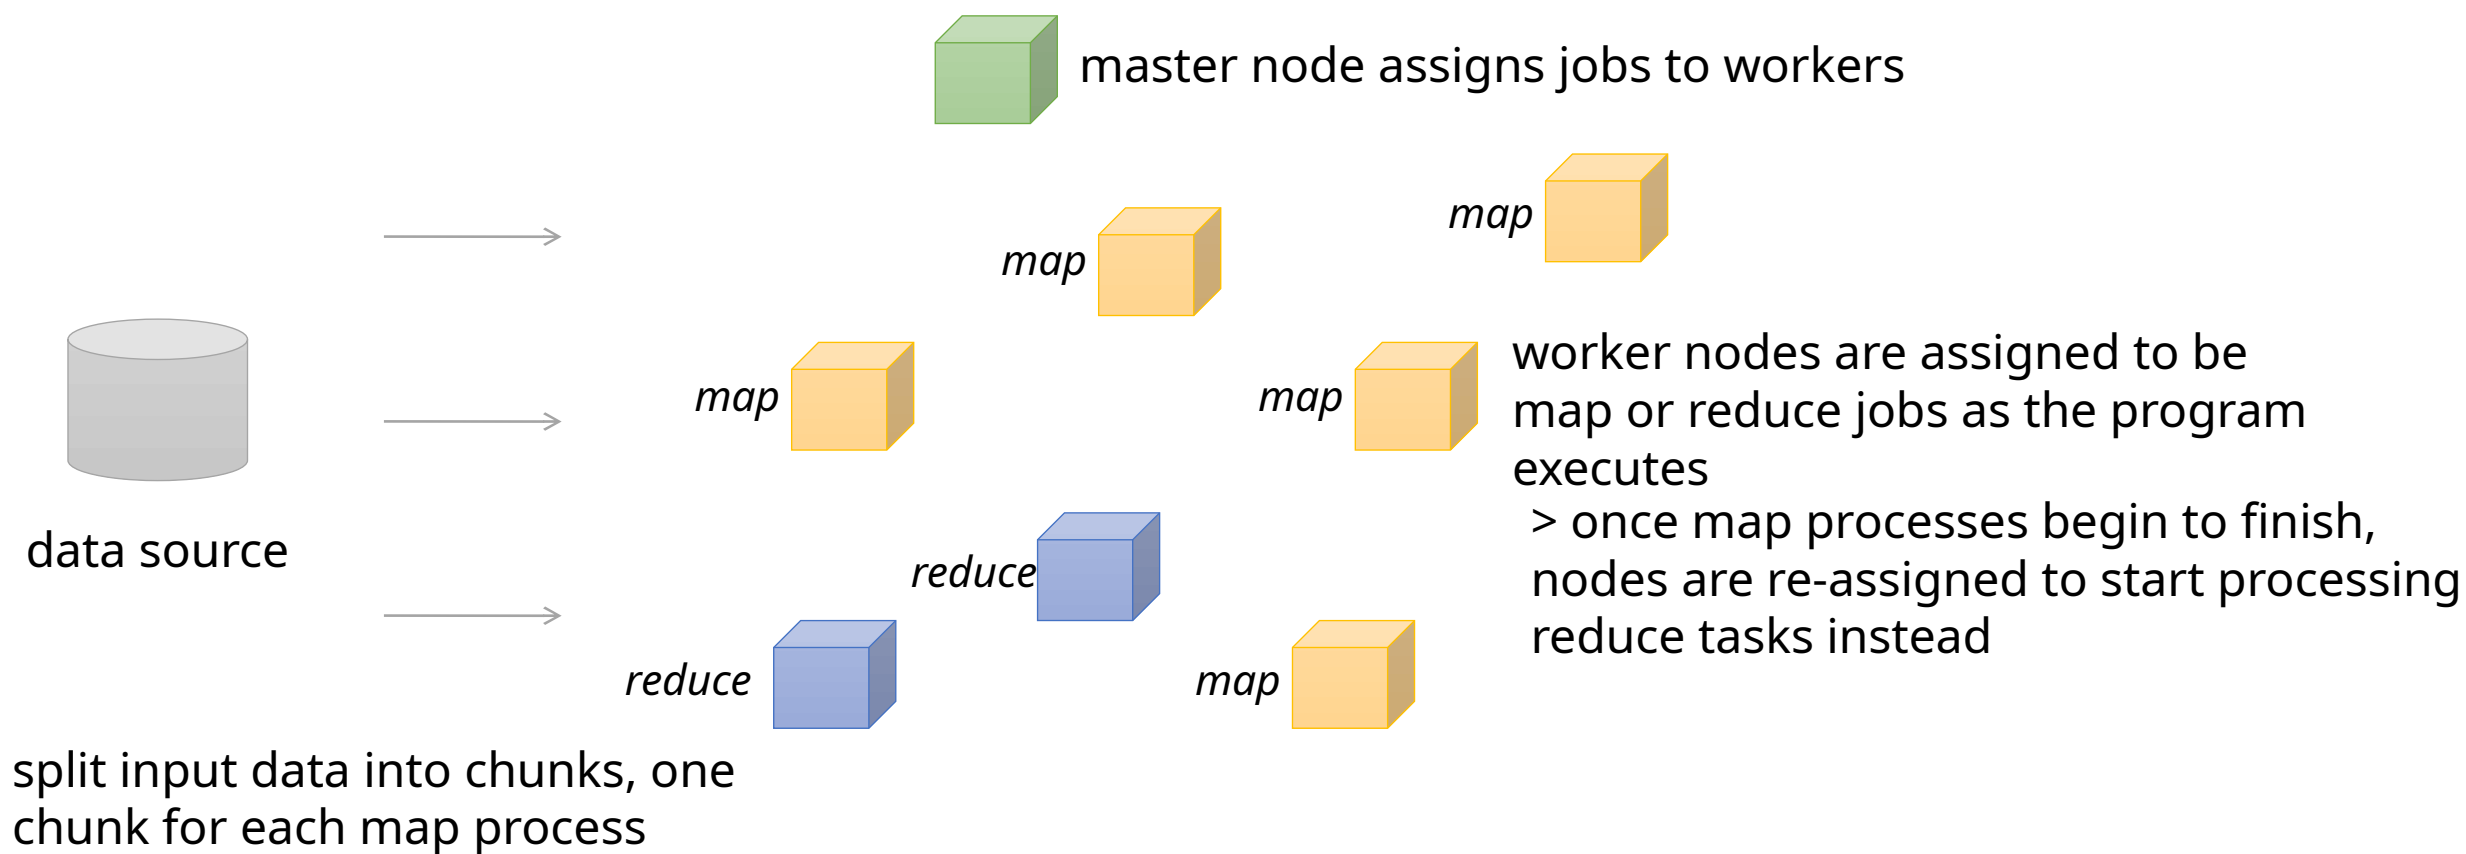 master node assigns jobs to workers
map
map
map
map
worker nodes are assigned to be
map or reduce jobs as the program
executes
> once map processes begin to finish,
nodes are re-assigned to start processing
reduce tasks instead
data source
reduce
reduce
map
split input data into chunks, one
chunk for each map process